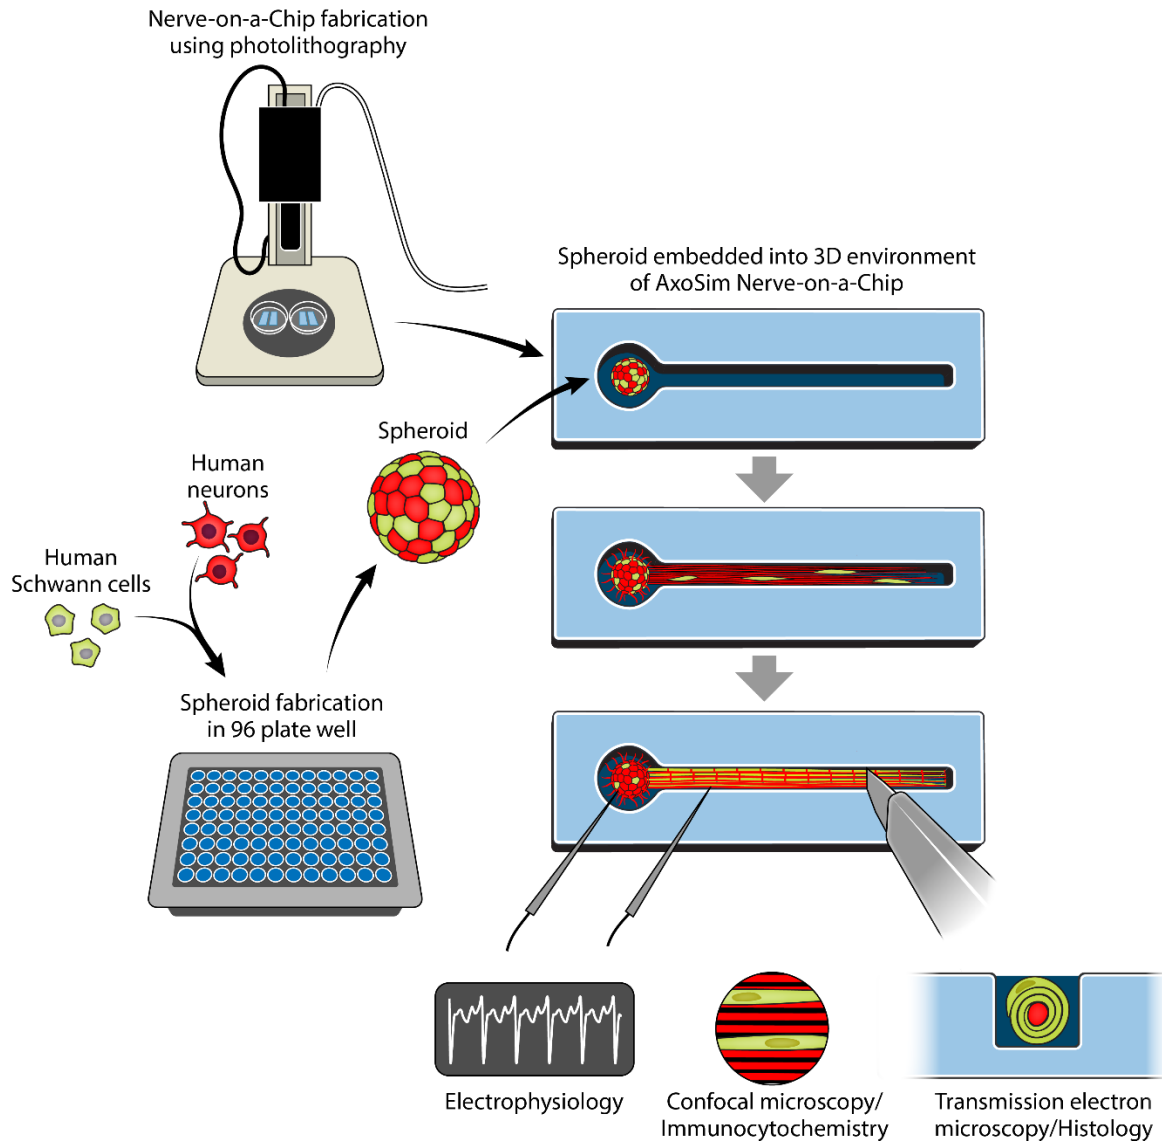 Nerve-on-a-Chip fabrication
using photolithography
Spheroid embedded into 3D environment
of AxoSim Nerve-on-a-Chip
Spheroid
Human
neurons
Human
Schwann cells
Spheroid fabrication
in 96 plate well
Electrophysiology
Confocal microscopy/
Immunocytochemistry
Transmission electron
microscopy/Histology